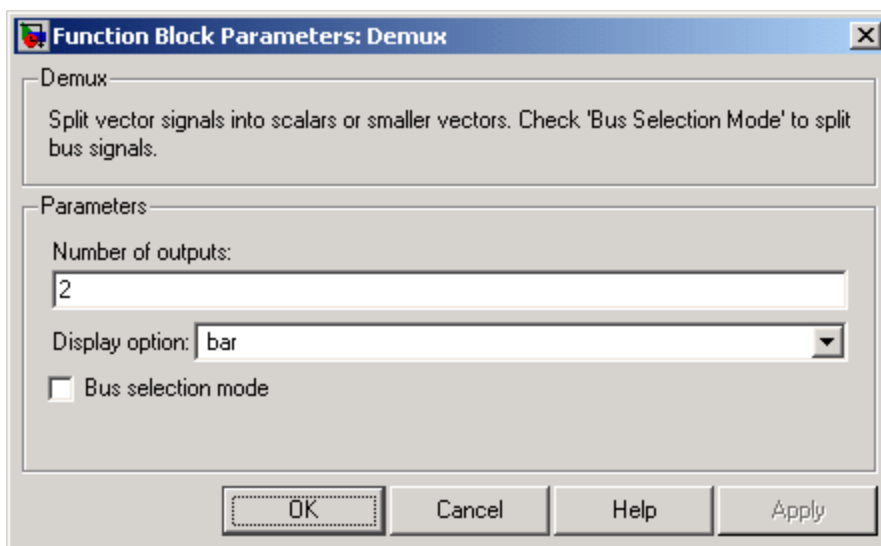 Function Block Parameters: Demux
Demux
Split vector signals into scalars or smaller vectors. Check 'Bus Selection Mode' to split
bus signals.
Parameters
Number of outputs:
2
Display option: bar
Bus selection mode
OK Cancel Help Apply